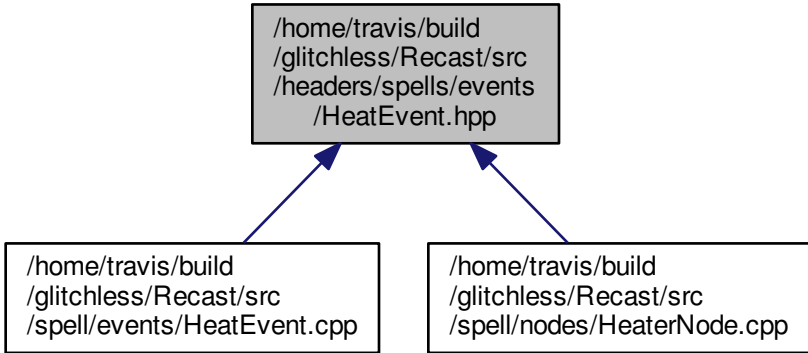 /home/travis/build
/glitchless/Recast/src
/headers/spells/events
/HeatEvent.hpp
/home/travis/build
/glitchless/Recast/src
/spell/events/HeatEvent.cpp
/home/travis/build
/glitchless/Recast/src
/spell/nodes/HeaterNode.cpp